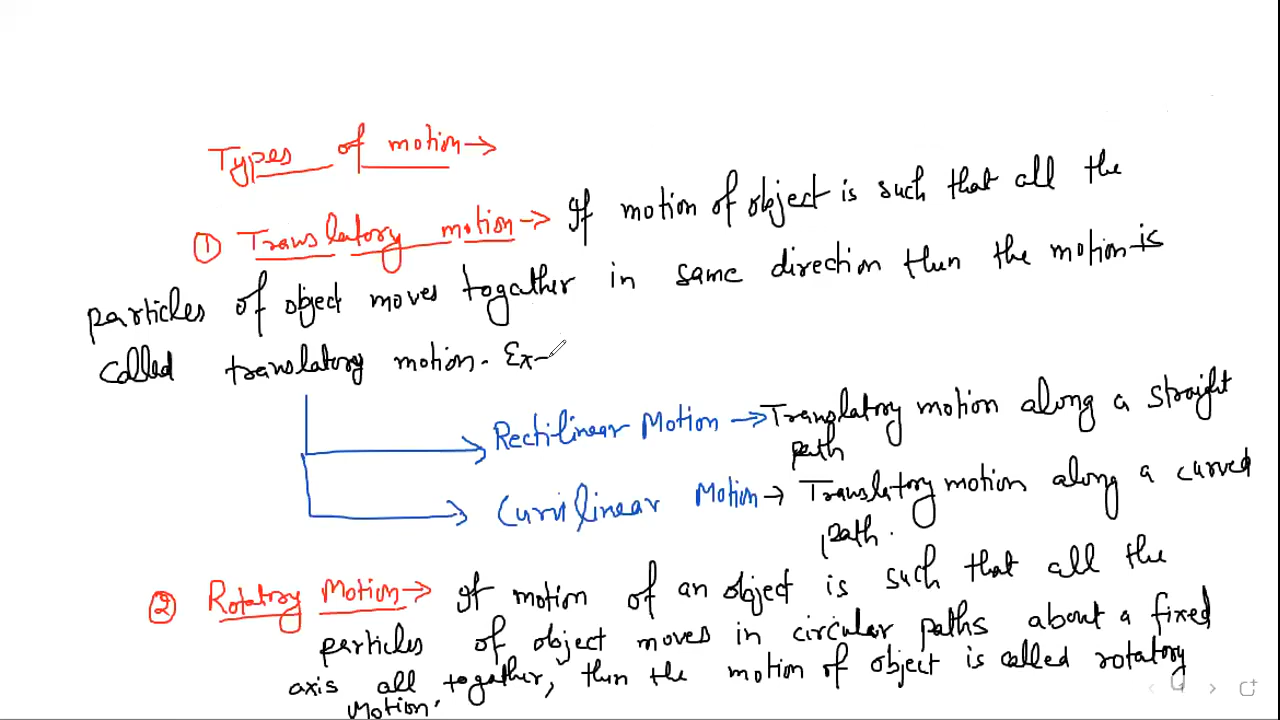 Types of motion→
① Translatory motion→ If motion of object is such that all the
particles of object moves togather in same direction then the motion is
called translatory motion. Ex-
Rectilinear Motion → Translatory motion along a straight
path
Curvilinear Motion → Translatory motion along a curved
path.
② Rotatory Motion→ If motion of an object is such that all the
particles of object moves in circular paths about a fixed
axis all together, then the motion of object is called rotatory
Motion.